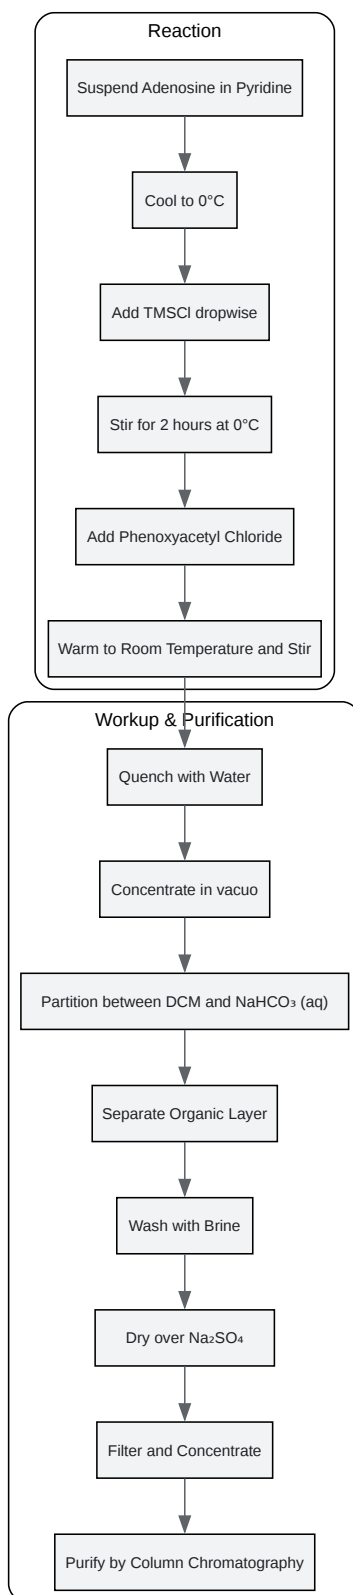 Reaction
Suspend Adenosine in Pyridine
Cool to 0°C
Add TMSCl dropwise
Stir for 2 hours at 0°C
Add Phenoxyacetyl Chloride
Warm to Room Temperature and Stir
Workup & Purification
Quench with Water
Concentrate in vacuo
Partition between DCM and NaHCO₃ (aq)
Separate Organic Layer
Wash with Brine
Dry over Na₂SO₄
Filter and Concentrate
Purify by Column Chromatography